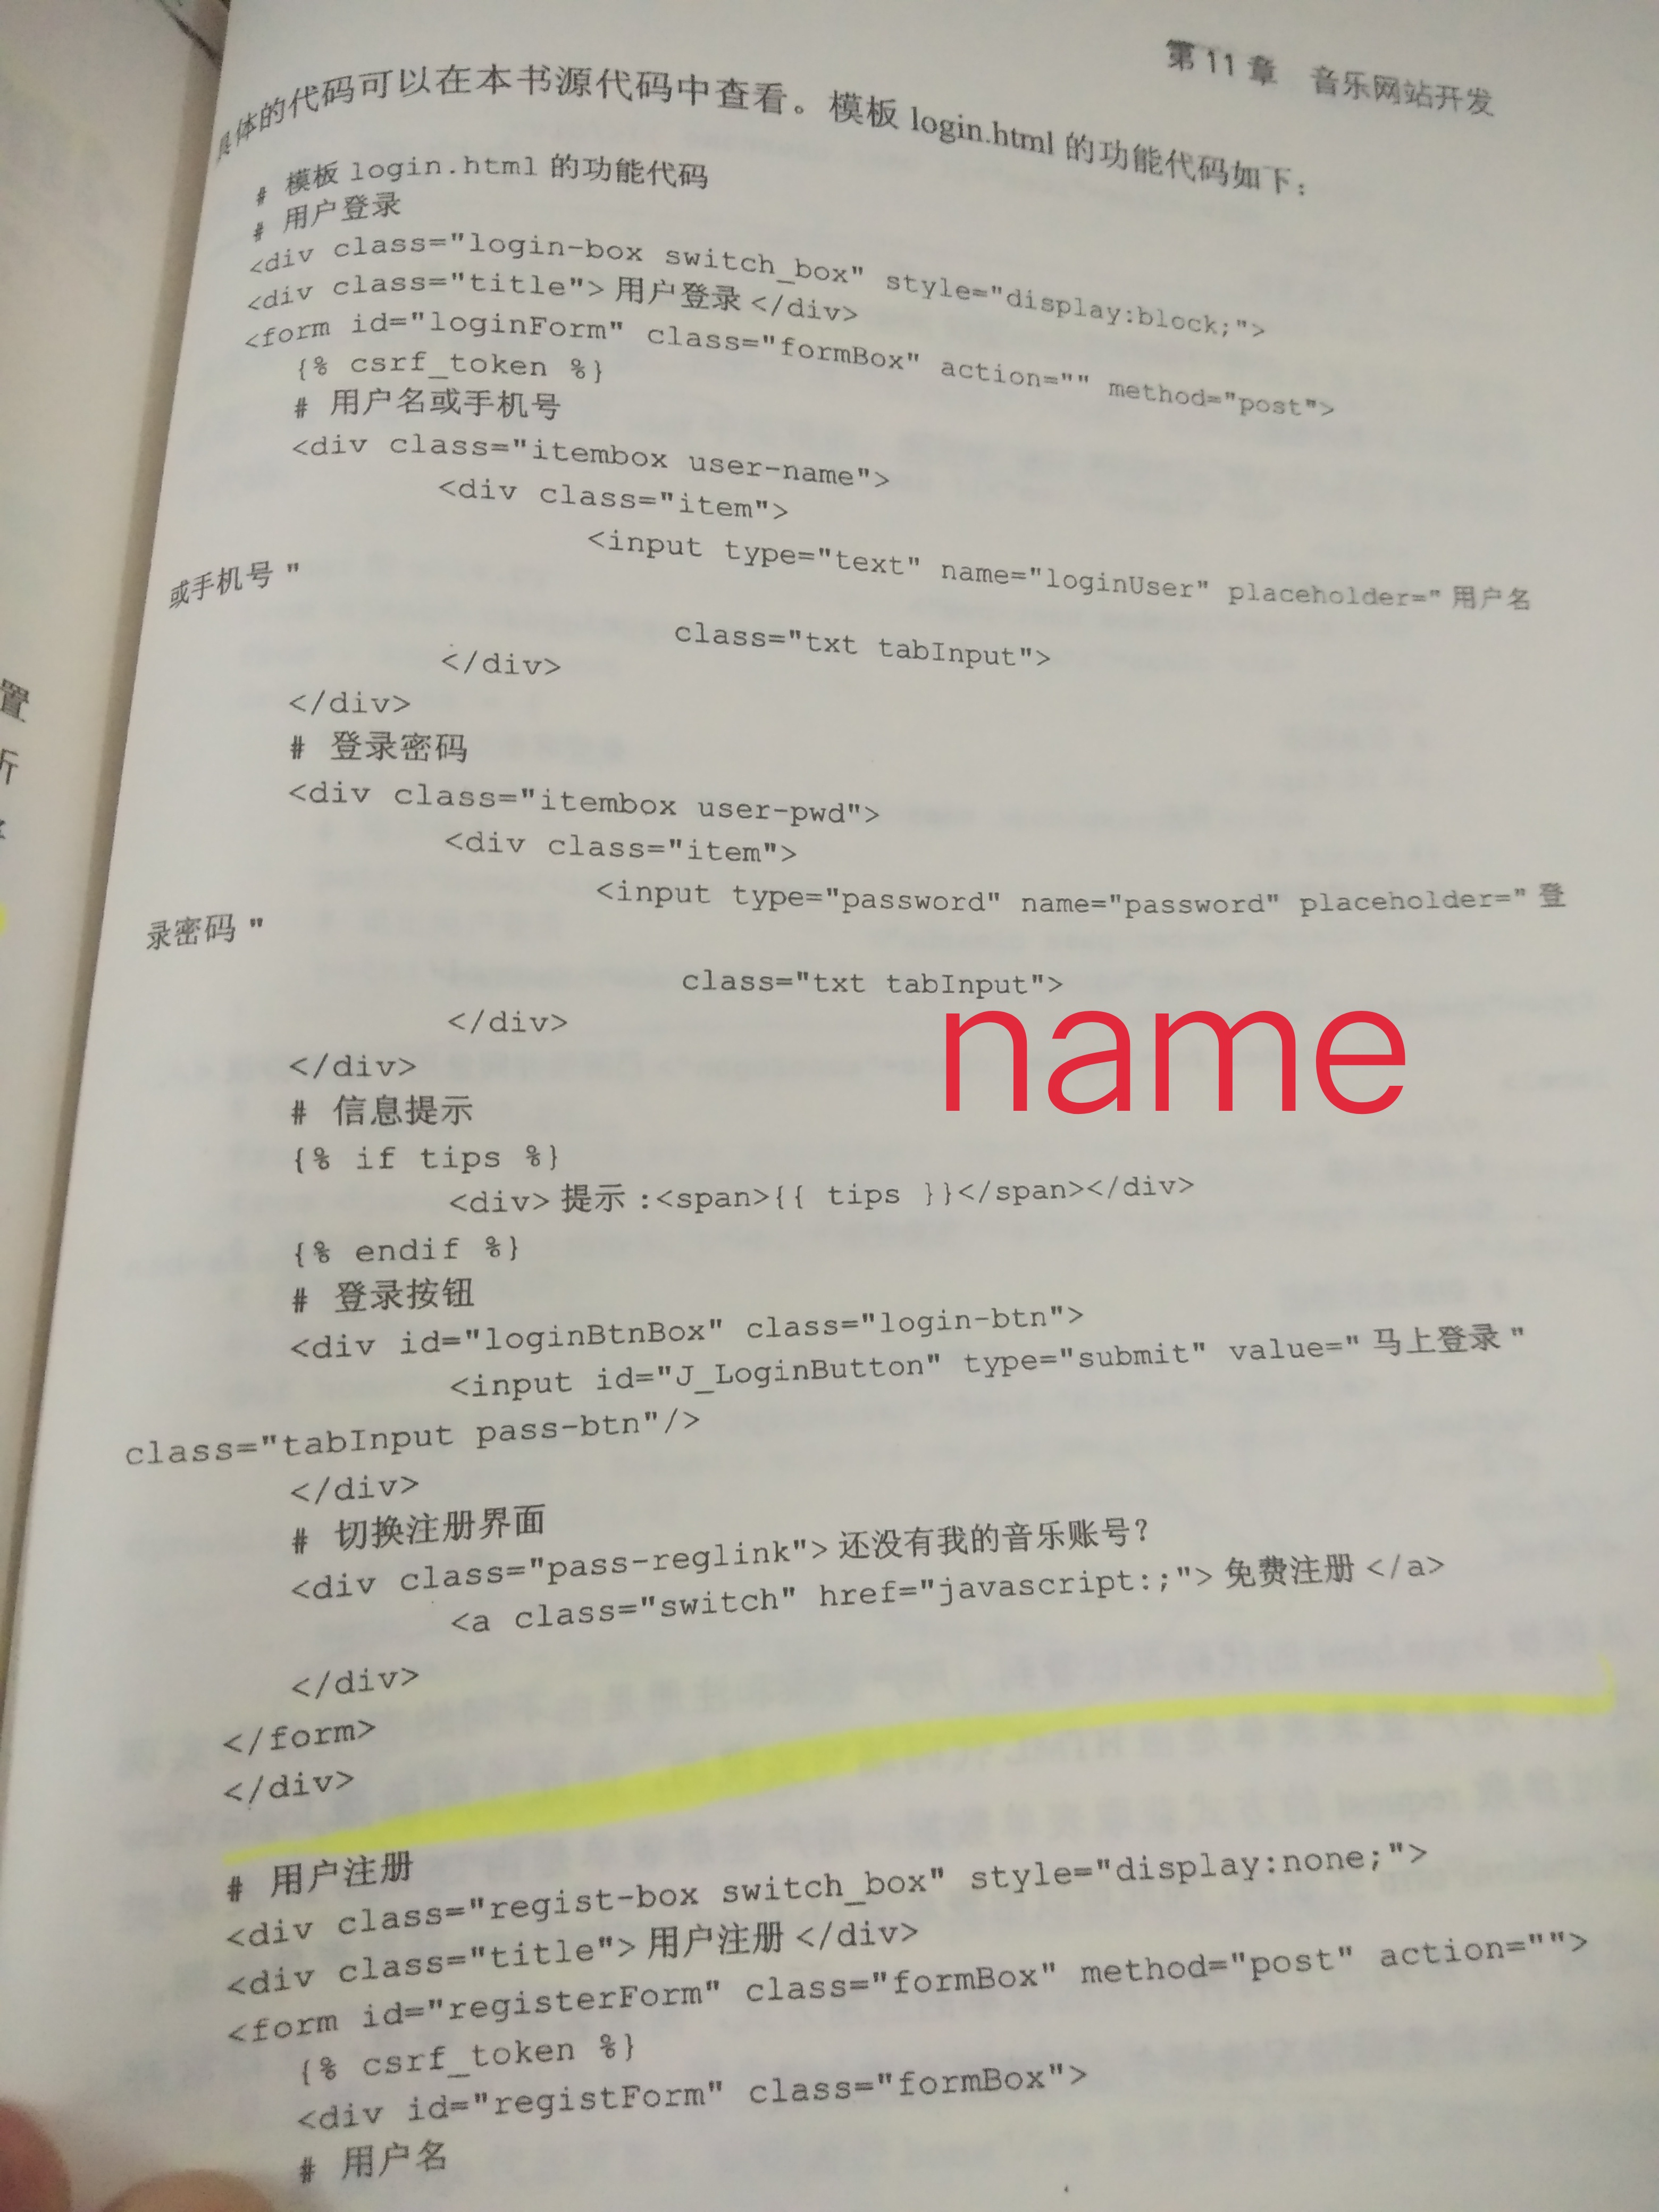 第 11 章 音乐网站开发
具体的代码可以在本书源代码中查看。模板 login.html 的功能代码如下：
# 模板 login.html 的功能代码
# 用户登录
<div class="login-box switch_box" style="display:block;">
<div class="title"> 用户登录 </div>
<form id="loginForm" class="formBox" action="" method="post">
{% csrf_token %}
# 用户名或手机号
<div class="itembox user-name">
<div class="item">
<input type="text" name="loginUser" placeholder=" 用户名
或手机号 "
class="txt tabInput">
</div>
</div>
# 登录密码
<div class="itembox user-pwd">
<div class="item">
<input type="password" name="password" placeholder=" 登
录密码 "
class="txt tabInput">
name
</div>
</div>
# 信息提示
{% if tips %}
<div> 提示 :<span>{{ tips }}</span></div>
{% endif %}
# 登录按钮
<div id="loginBtnBox" class="login-btn">
<input id="J_LoginButton" type="submit" value=" 马上登录 "
class="tabInput pass-btn"/>
</div>
# 切换注册界面
<div class="pass-reglink"> 还没有我的音乐账号？
<a class="switch" href="javascript:;"> 免费注册 </a>
</div>
</form>
</div>
# 用户注册
<div class="regist-box switch_box" style="display:none;">
<div class="title"> 用户注册 </div>
<form id="registerForm" class="formBox" method="post" action="">
{% csrf_token %}
<div id="registForm" class="formBox">
# 用户名